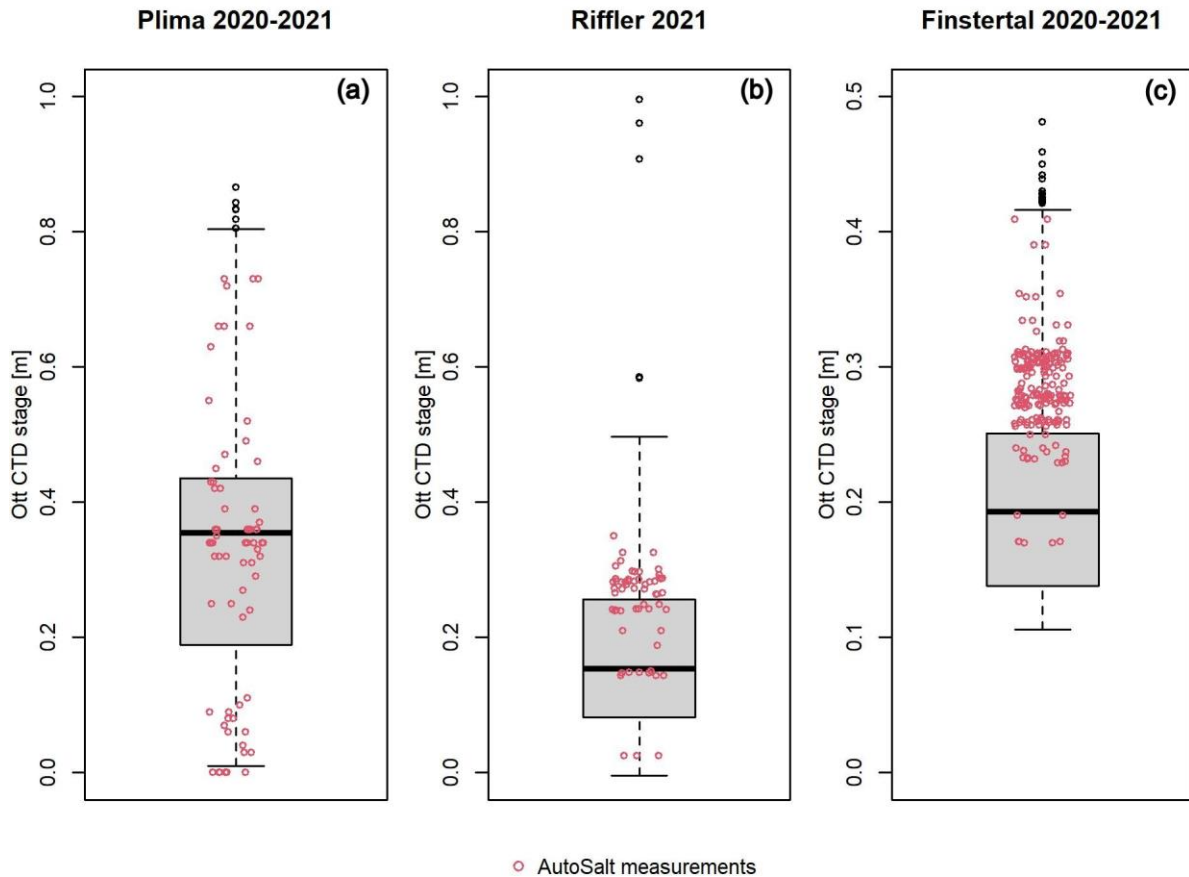 Plima 2020-2021
Riffler 2021
Finstertal 2020-2021
(a)
(b)
(c)
Ott CTD stage [m]
1.0
0.8
0.6
0.4
0.2
0.0
Ott CTD stage [m]
1.0
0.8
0.6
0.4
0.2
0.0
Ott CTD stage [m]
0.5
0.4
0.3
0.2
0.1
0.0
AutoSalt measurements